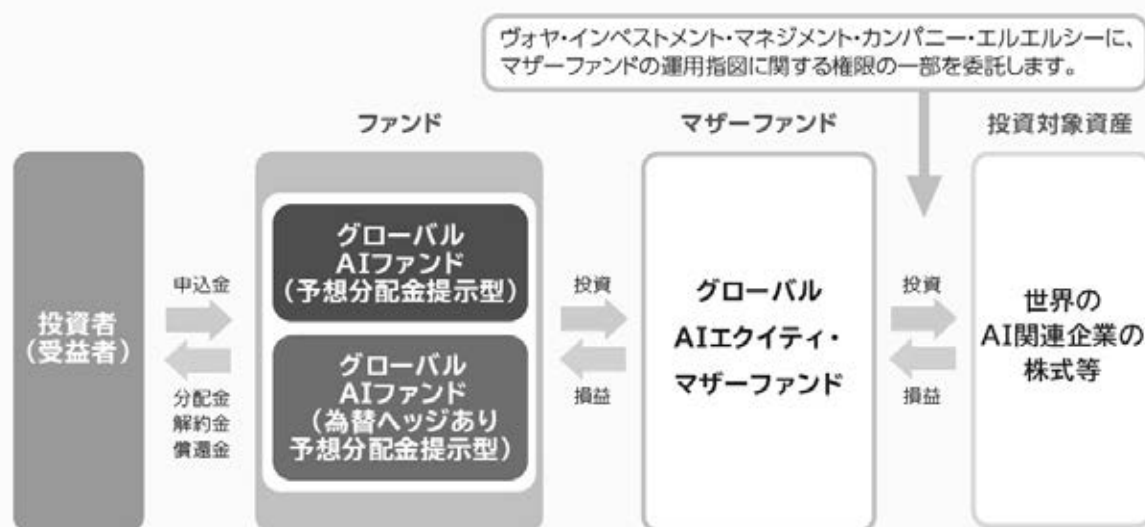 ヴォヤ・インベストメント・マネジメント・カンパニー・エルエルシーに、
マザーファンドの運用指図に関する権限の一部を委託します。
ファンド
マザーファンド
投資対象資産
投資者
（受益者）
申込金
分配金
解約金
償還金
グローバル
AIファンド
（予想分配金提示型）
グローバル
AIファンド
（為替ヘッジあり
予想分配金提示型）
投資
損益
グローバル
AIエクイティ・
マザーファンド
投資
損益
世界の
AI関連企業の
株式等